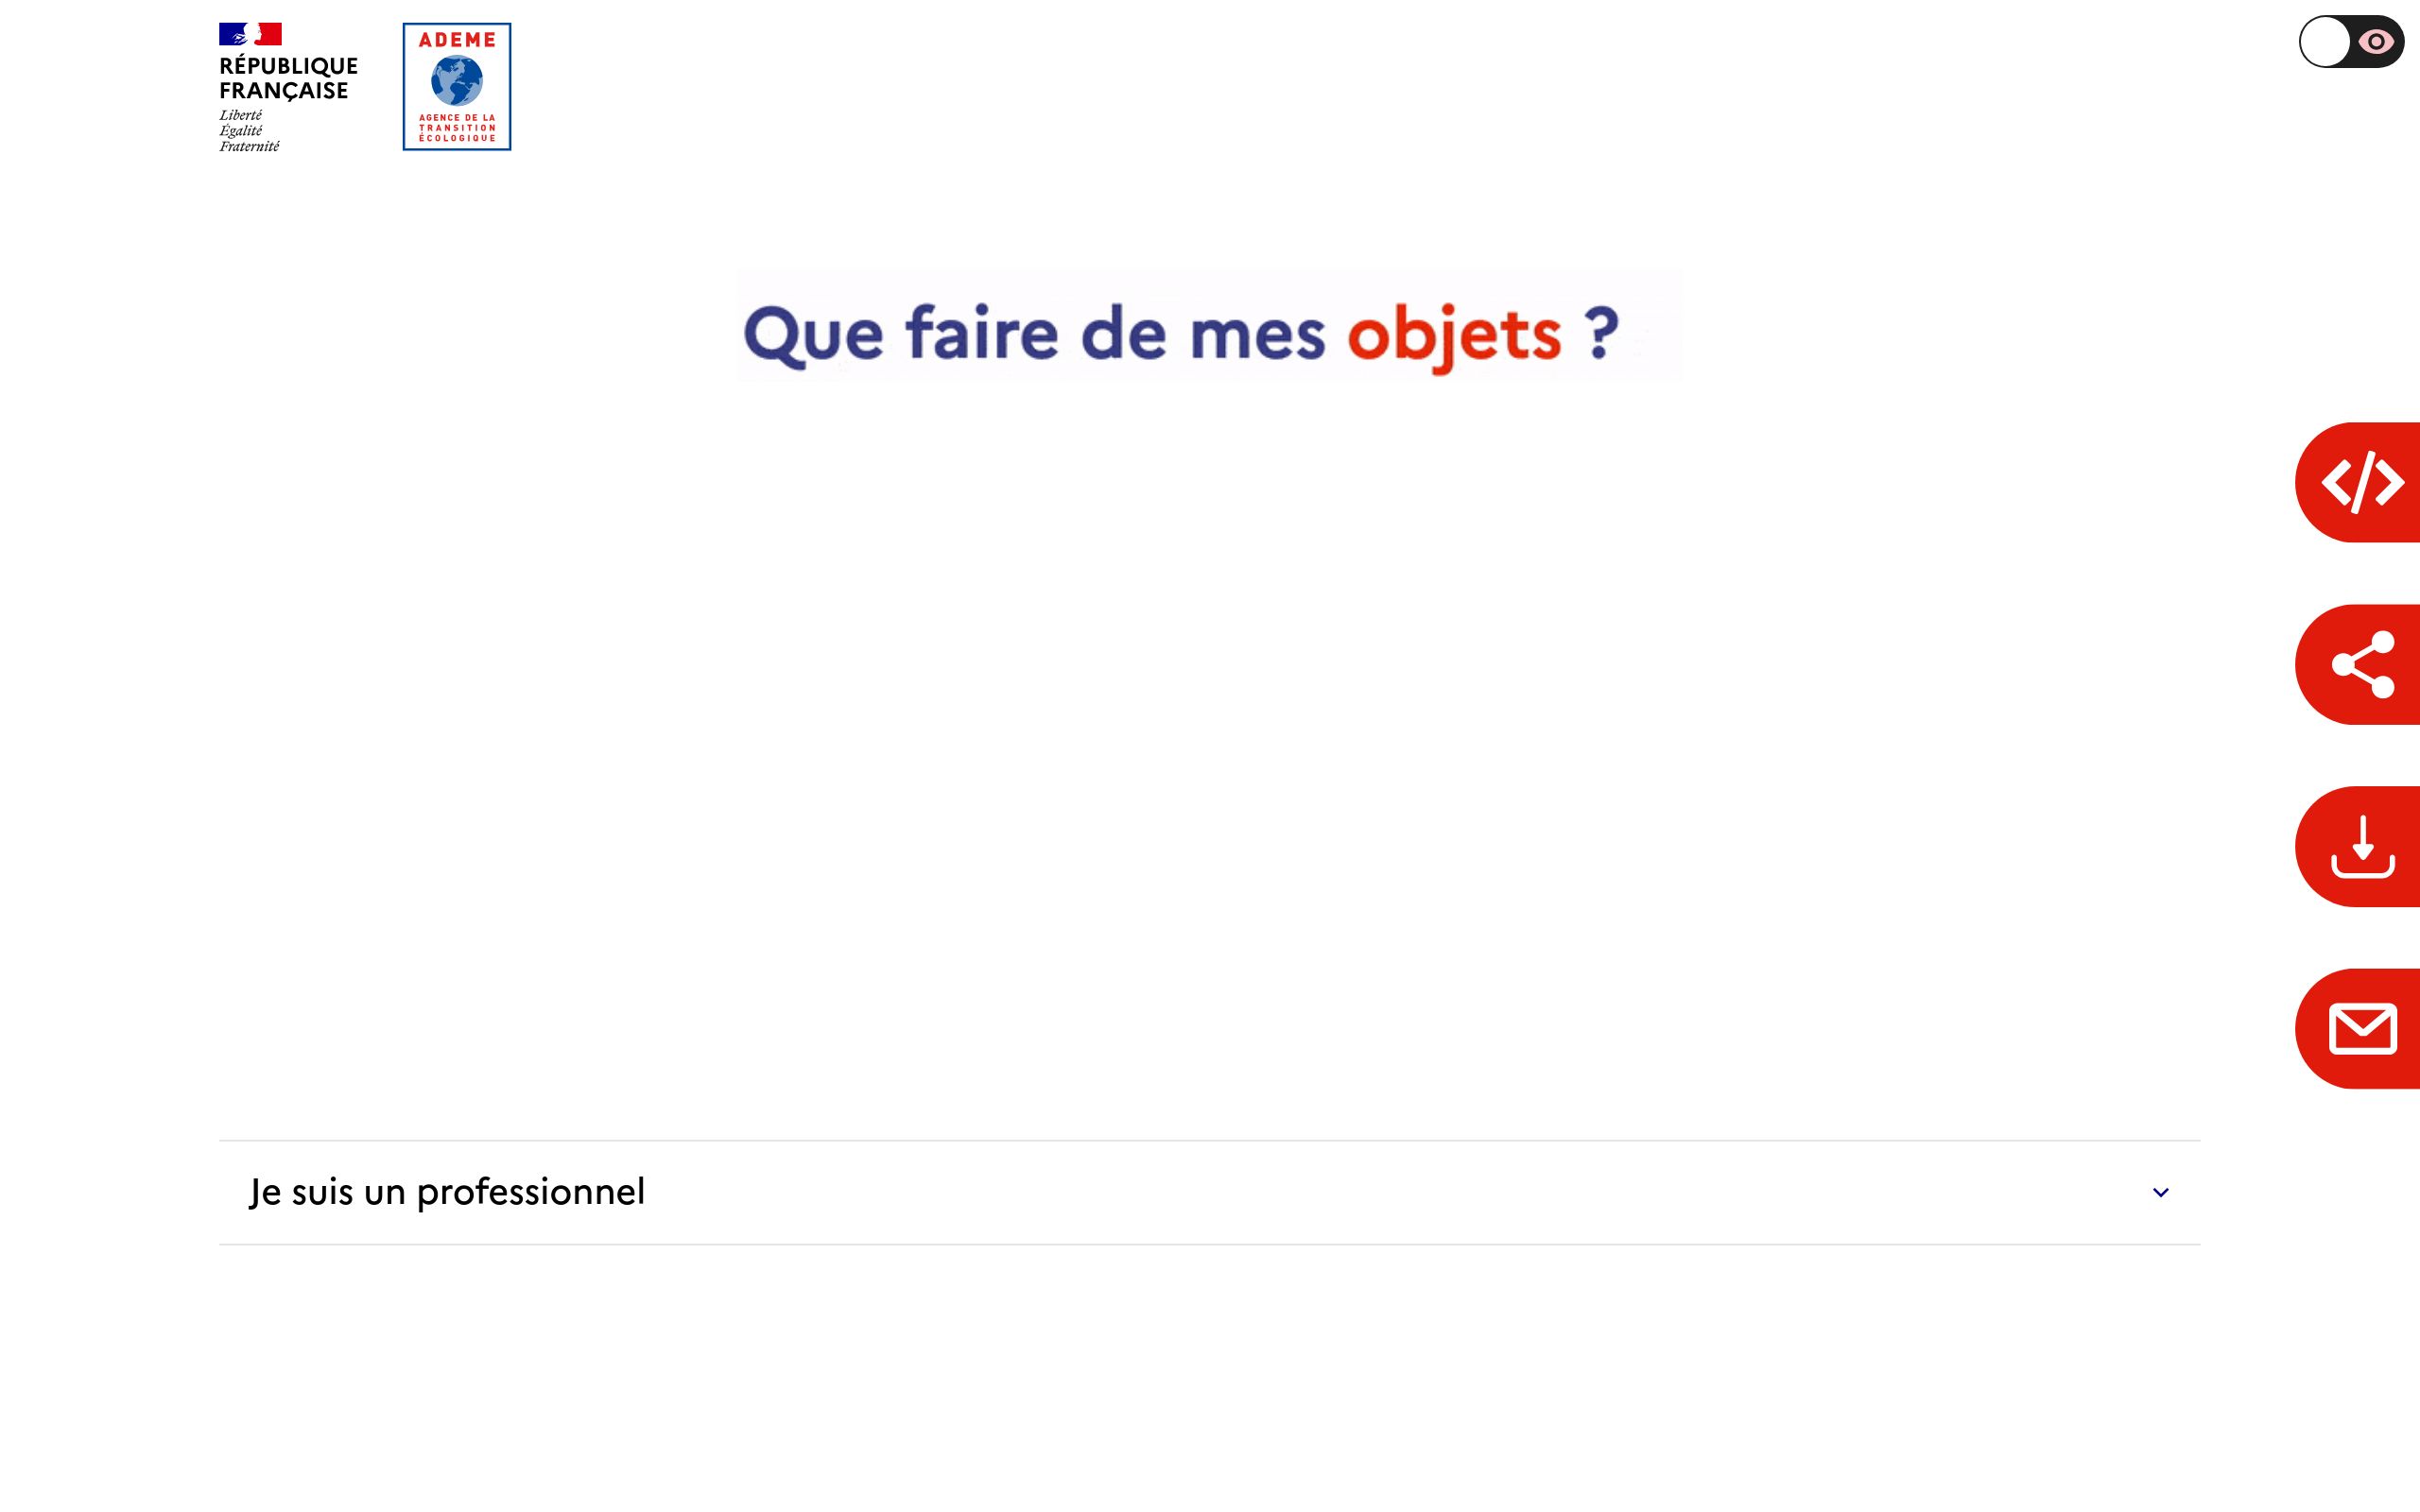 RÉPUBLIQUE
FRANÇAISE
Liberté
Égalité
Fraternité
ADEME
AGENCE DE LA
TRANSITION
ÉCOLOGIQUE
Que faire de mes objets ?
Je suis un professionnel